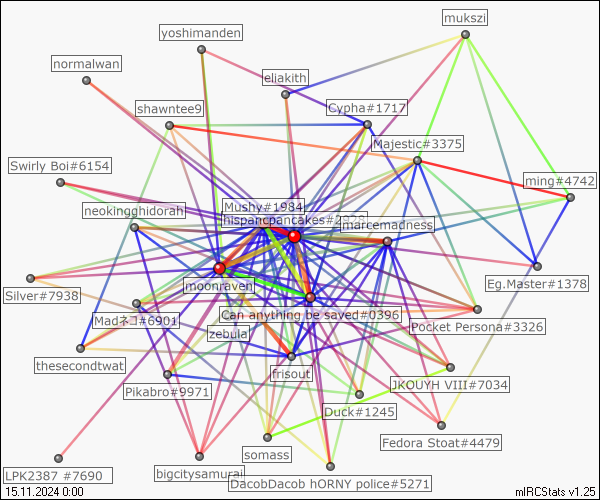 mukszi
yoshimanden
normalwan
eliakith
shawntee9
Cypha#1717
Majestic#3375
Swirly Boi#6154
ming#4742
neokingghidorah
Mushy#1984
hispancpancakes#0928
marcemadness
Eg.Master#1378
moonraven
Silver#7938
Madネコ#6901
Can anything be saved#0396
Pocket Persona#3326
zebula
thesecondtwat
frisout
Pikabro#9971
JKOUYH VIII#7034
Duck#1245
Fedora Stoat#4479
somass
LPK2387 #7690
bigcitysamurai
DacobDacob hORNY police#5271
15.11.2024 0:00
mIRCStats v1.25